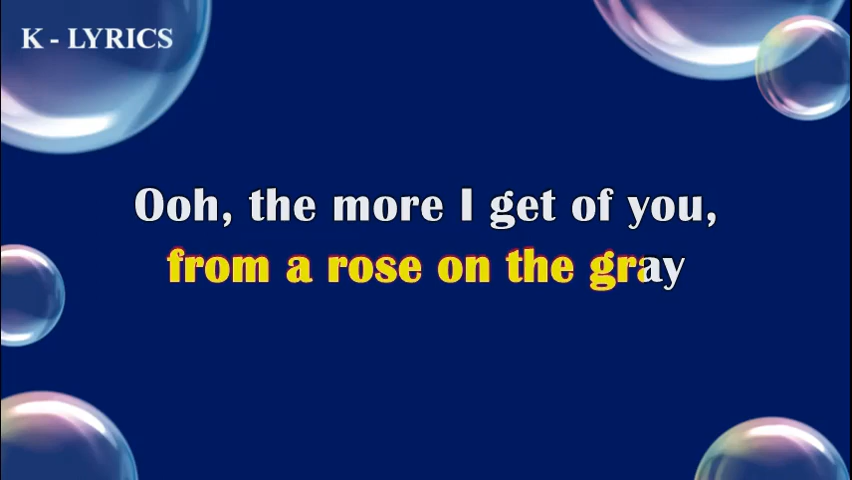 K - LYRICS
Ooh, the more I get of you,
from a rose on the gray